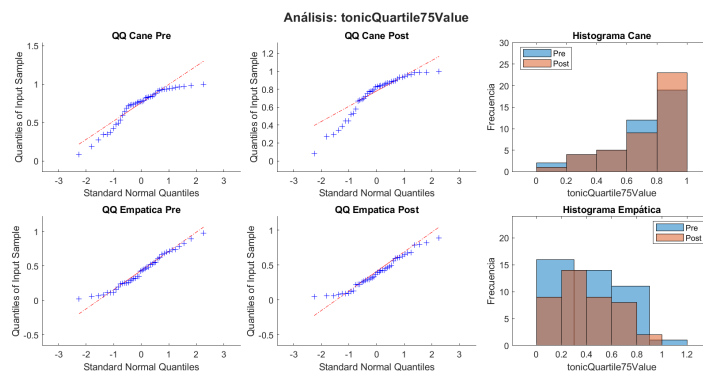 Análisis: tonicQuartile75Value
QQ Cane Pre
Quantiles of Input Sample
1.5
1
0.5
0
-3 -2 -1 0 1 2 3
Standard Normal Quantiles
QQ Cane Post
Quantiles of Input Sample
1.2
1
0.8
0.6
0.4
0.2
0
-3 -2 -1 0 1 2 3
Standard Normal Quantiles
Histograma Cane
Pre
Post
Frecuencia
30
25
20
15
10
5
0
0 0.2 0.4 0.6 0.8 1
tonicQuartile75Value
QQ Empatica Pre
Quantiles of Input Sample
1
0.5
0
-0.5
-3 -2 -1 0 1 2 3
Standard Normal Quantiles
QQ Empatica Post
Quantiles of Input Sample
1
0.5
0
-0.5
-3 -2 -1 0 1 2 3
Standard Normal Quantiles
Histograma Empática
Pre
Post
Frecuencia
20
15
10
5
0
0 0.2 0.4 0.6 0.8 1 1.2
tonicQuartile75Value